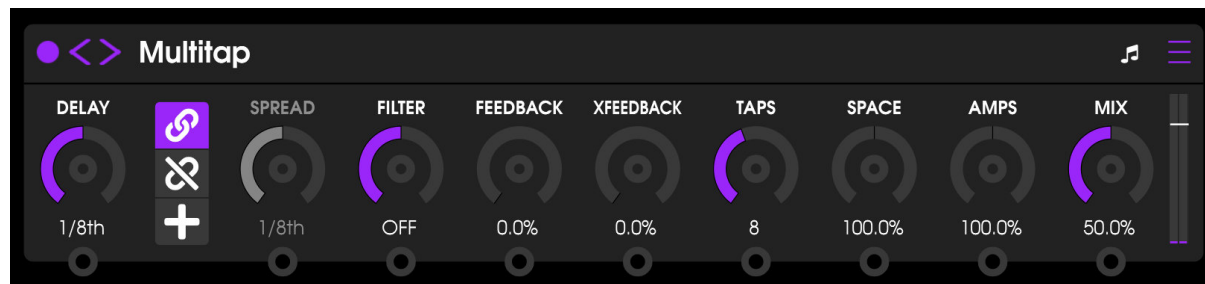 Multitap
DELAY SPREAD FILTER FEEDBACK XFEEDBACK TAPS SPACE AMPS MIX
1/8th 1/8th OFF 0.0% 0.0% 8 100.0% 100.0% 50.0%